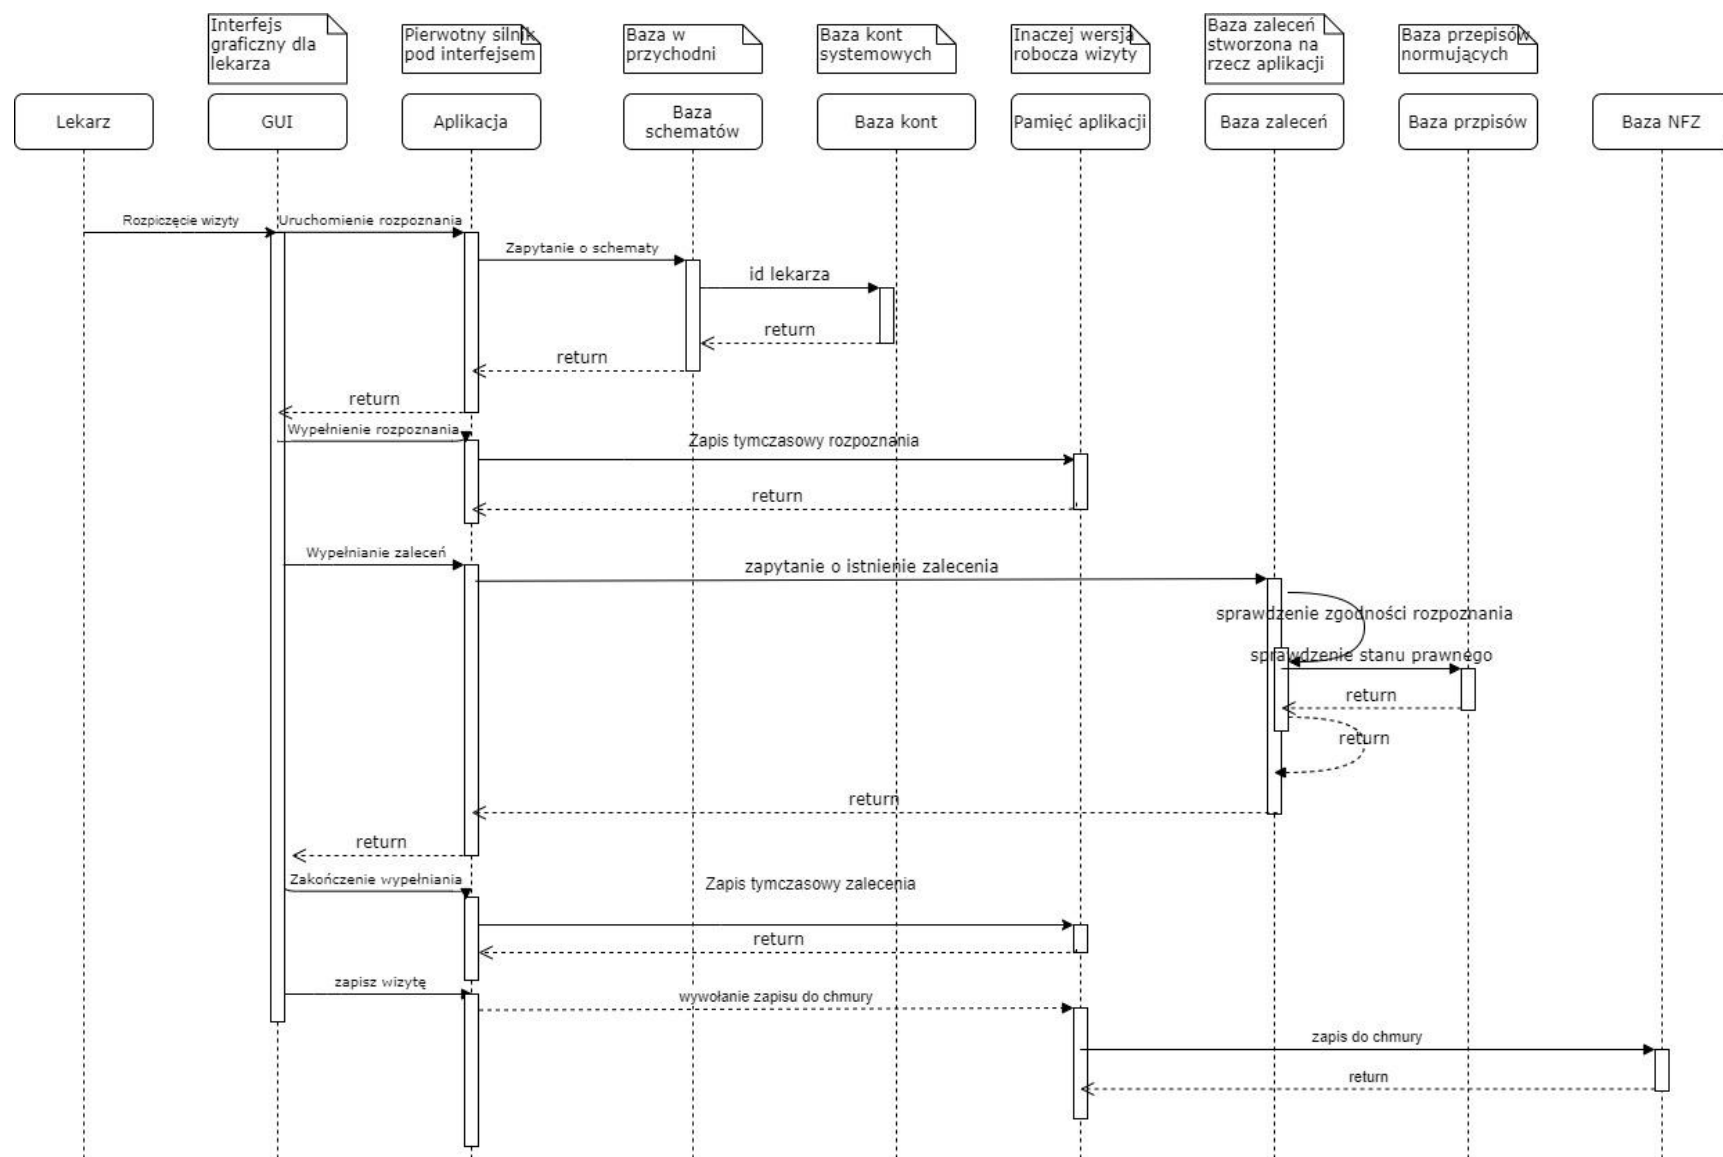 Interfejs
graficzny dla
lekarza
Pierwotny silnik
pod interfejsem
Baza w
przychodni
Baza kont
systemowych
Inaczej wersja
robocza wizyty
Baza zaleceń
stworzona na
rzecz aplikacji
Baza przepisów
normujących
Lekarz
GUI
Aplikacja
Baza
schematów
Baza kont
Pamięć aplikacji
Baza zaleceń
Baza przpisów
Baza NFZ
Rozpiczęcie wizyty
Uruchomienie rozpoznania
Zapytanie o schematy
id lekarza
return
return
return
Wypełnienie rozpoznania
Zapis tymczasowy rozpoznania
return
Wypełnianie zaleceń
zapytanie o istnienie zalecenia
sprawdzenie zgodności rozpoznania
sprawdzenie stanu prawnego
return
return
return
return
Zakończenie wypełniania
Zapis tymczasowy zalecenia
return
zapisz wizytę
wywołanie zapisu do chmury
zapis do chmury
return